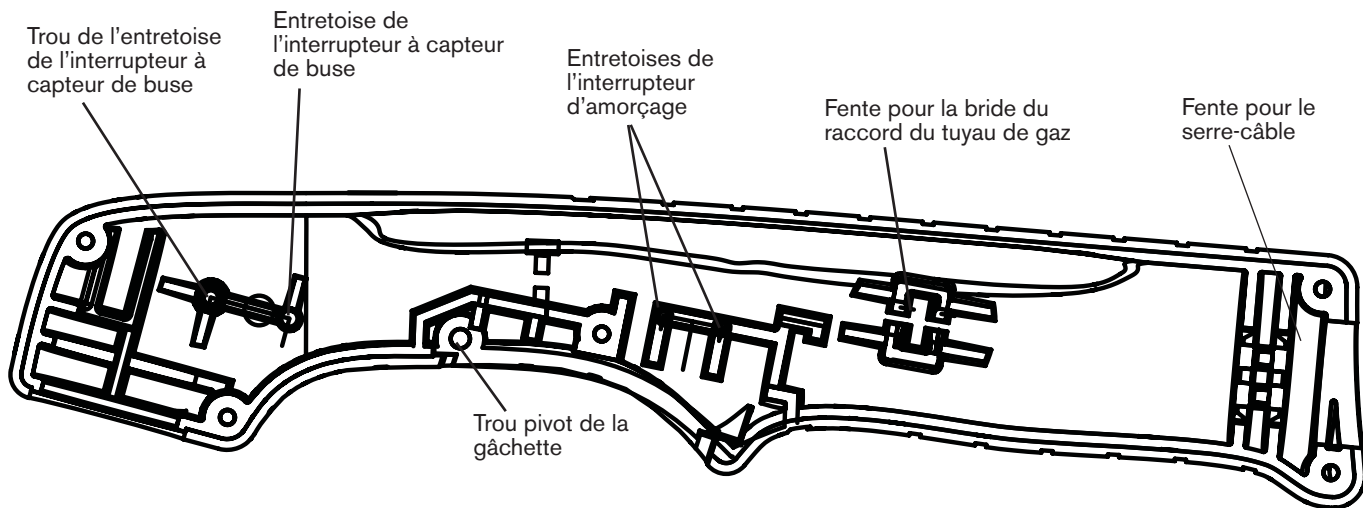 Trou de l’entretoise
de l’interrupteur à
capteur de buse
Entretoise de
l’interrupteur à capteur
de buse
Entretoises de
l’interrupteur
d’amorçage
Fente pour la bride du
raccord du tuyau de gaz
Fente pour le
serre-câble
Trou pivot de la
gâchette